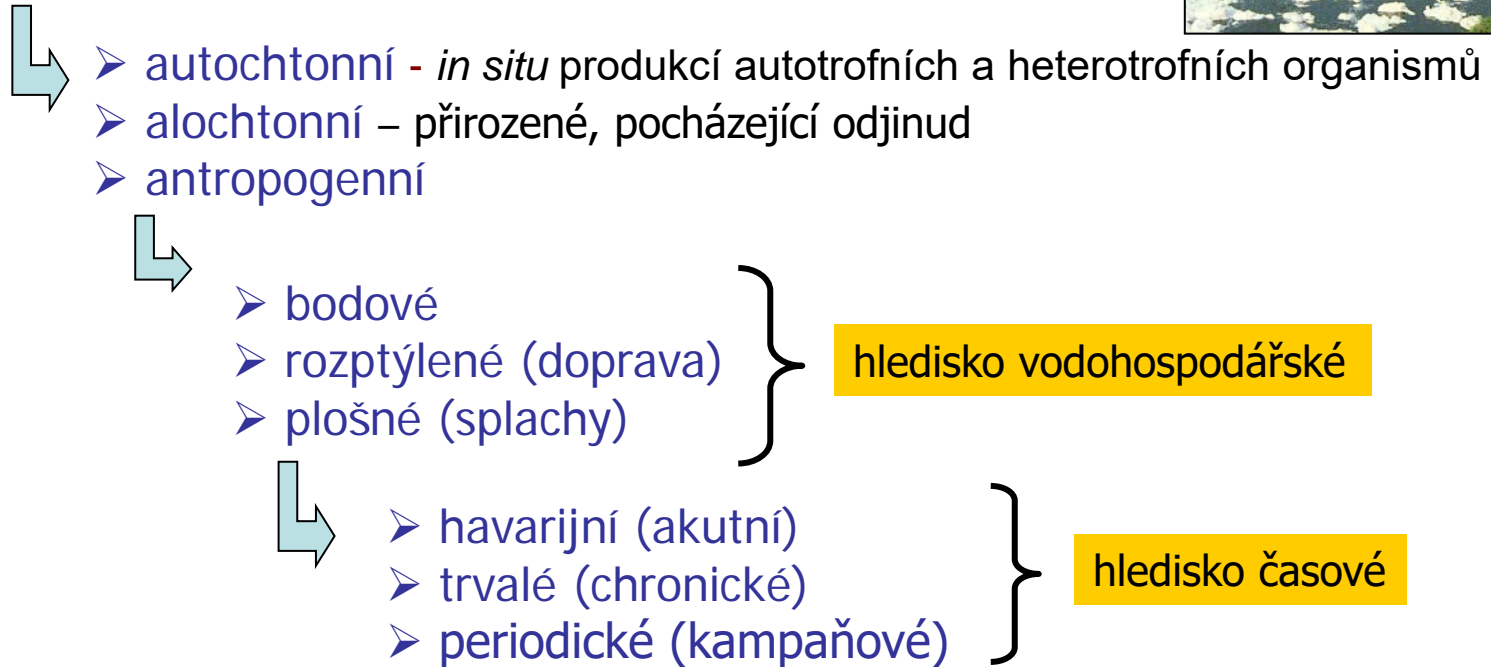 ➢ autochtonní - in situ produkcí autotrofních a heterotrofních organismů
➢ alochtonní – přirozené, pocházející odjinud
➢ antropogenní
➢ bodové
➢ rozptýlené (doprava)
➢ plošné (splachy)
hledisko vodohospodářské
➢ havarijní (akutní)
➢ trvalé (chronické)
➢ periodické (kampaňové)
hledisko časové